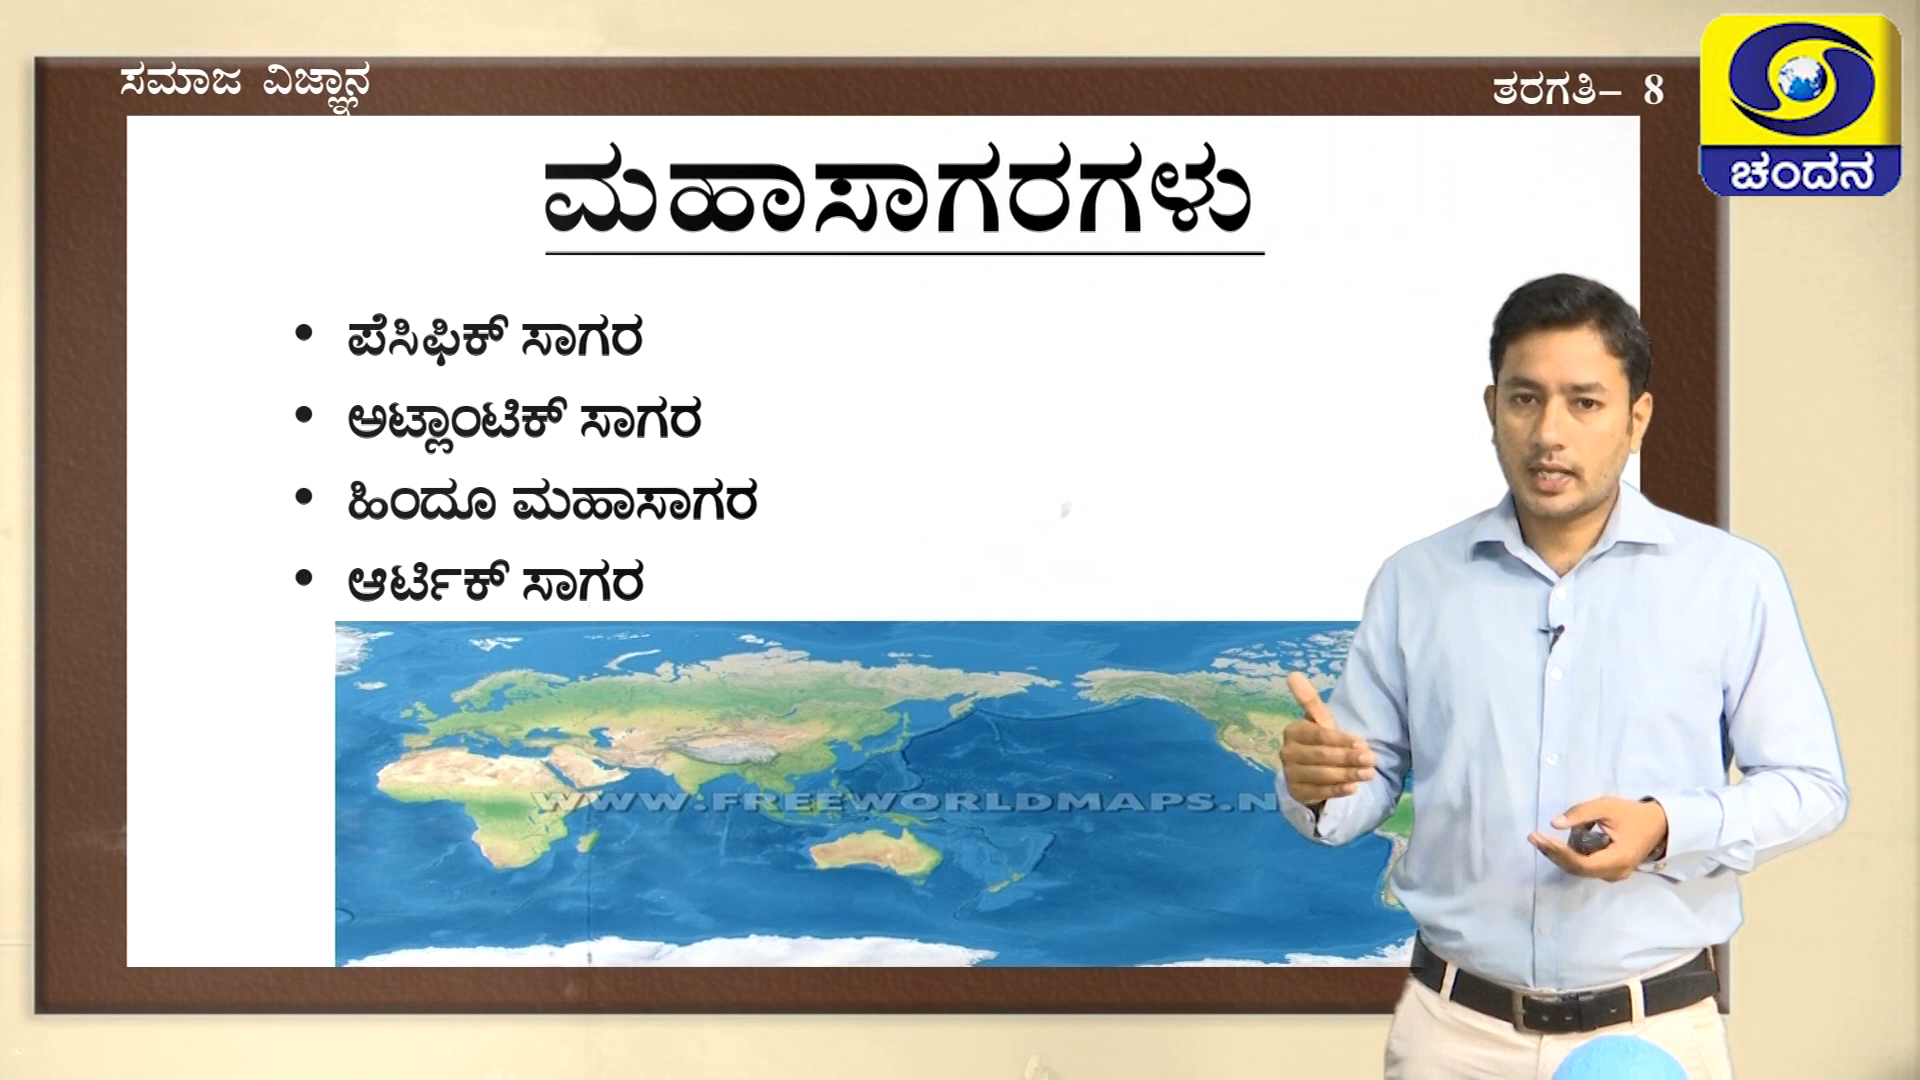 ಸಮಾಜ ವಿಜ್ಞಾನ
ತರಗತಿ– 8
ಚಂದನ
ಮಹಾಸಾಗರಗಳು
• ಪೆಸಿಫಿಕ್ ಸಾಗರ
• ಅಟ್ಲಾಂಟಿಕ್ ಸಾಗರ
• ಹಿಂದೂ ಮಹಾಸಾಗರ
• ಆರ್ಟಿಕ್ ಸಾಗರ
WWW.FREEWORLDMAPS.N